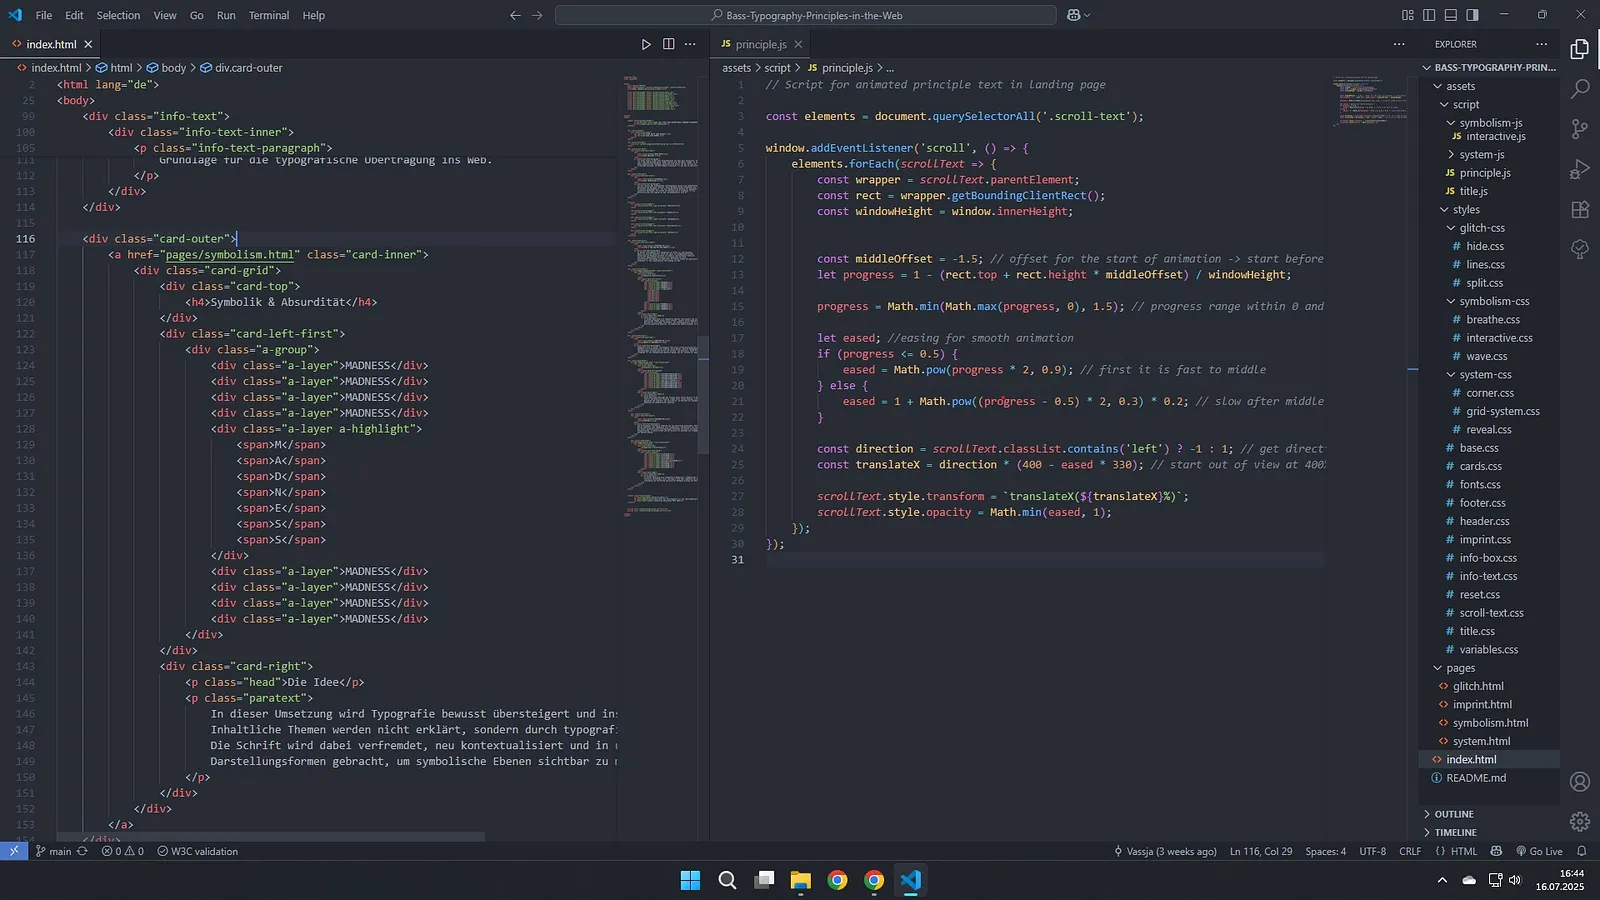 File Edit Selection View Go Run Terminal Help
Bass-Typography-Principles-in-the-Web
index.html
index.html > html > body > div.card-outer
2 <html lang="de">
25 <body>
99 <div class="info-text">
100 <div class="info-text-inner">
105 <p class="info-text-paragraph">
111 Grundlage für die typografische Übertragung ins Web.
112 </p>
113 </div>
114 </div>
115
116 <div class="card-outer">
117 <a href="pages/symbolism.html" class="card-inner">
118 <div class="card-grid">
119 <div class="card-top">
120 <h4>Symbolik & Absurdität</h4>
121 </div>
122 <div class="card-left-first">
123 <div class="a-group">
124 <div class="a-layer">MADNESS</div>
125 <div class="a-layer">MADNESS</div>
126 <div class="a-layer">MADNESS</div>
127 <div class="a-layer">MADNESS</div>
128 <div class="a-layer a-highlight">
129 <span>M</span>
130 <span>A</span>
131 <span>D</span>
132 <span>N</span>
133 <span>E</span>
134 <span>S</span>
135 <span>S</span>
136 </div>
137 <div class="a-layer">MADNESS</div>
138 <div class="a-layer">MADNESS</div>
139 <div class="a-layer">MADNESS</div>
140 <div class="a-layer">MADNESS</div>
141 </div>
142 </div>
143 <div class="card-right">
144 <p class="head">Die Idee</p>
145 <p class="paratext">
146 In dieser Umsetzung wird Typografie bewusst übersteigert und in
147 Inhaltliche Themen werden nicht erklärt, sondern durch typograf
148 Die Schrift wird dabei verfremdet, neu kontextualisiert und in
149 Darstellungsformen gebracht, um symbolische Ebenen sichtbar zu
150 </p>
151 </div>
152 </div>
153 </a>
154 </div>
principle.js
assets > script > JS principle.js > ...
1 // Script for animated principle text in landing page
2
3 const elements = document.querySelectorAll('.scroll-text');
4
5 window.addEventListener('scroll', () => {
6 elements.forEach(scrollText => {
7 const wrapper = scrollText.parentElement;
8 const rect = wrapper.getBoundingClientRect();
9 const windowHeight = window.innerHeight;
10
11
12 const middleOffset = -1.5; // offset for the start of animation -> start before
13 let progress = 1 - (rect.top + rect.height * middleOffset) / windowHeight;
14
15 progress = Math.min(Math.max(progress, 0), 1.5); // progress range within 0 and
16
17 let eased; //easing for smooth animation
18 if (progress <= 0.5) {
19 eased = Math.pow(progress * 2, 0.9); // first it is fast to middle
20 } else {
21 eased = 1 + Math.pow((progress - 0.5) * 2, 0.3) * 0.2; // slow after middle
22 }
23
24 const direction = scrollText.classList.contains('left') ? -1 : 1; // get direct
25 const translateX = direction * (400 - eased * 330); // start out of view at 400
26
27 scrollText.style.transform = `translateX(${translateX}%)`;
28 scrollText.style.opacity = Math.min(eased, 1);
29 });
30 });
31
EXPLORER
BASS-TYPOGRAPHY-PRIN...
assets
script
symbolism-js
JS interactive.js
system-js
JS principle.js
JS title.js
styles
glitch-css
# hide.css
# lines.css
# split.css
symbolism-css
# breathe.css
# interactive.css
# wave.css
system-css
# corner.css
# grid-system.css
# reveal.css
# base.css
# cards.css
# fonts.css
# footer.css
# header.css
# imprint.css
# info-box.css
# info-text.css
# reset.css
# scroll-text.css
# title.css
# variables.css
pages
glitch.html
imprint.html
symbolism.html
system.html
index.html
README.md
OUTLINE
TIMELINE
main 0 0 W3C validation Vassja (3 weeks ago) Ln 116, Col 29 Spaces: 4 UTF-8 CRLF {} HTML Go Live
16:44
16.07.2025